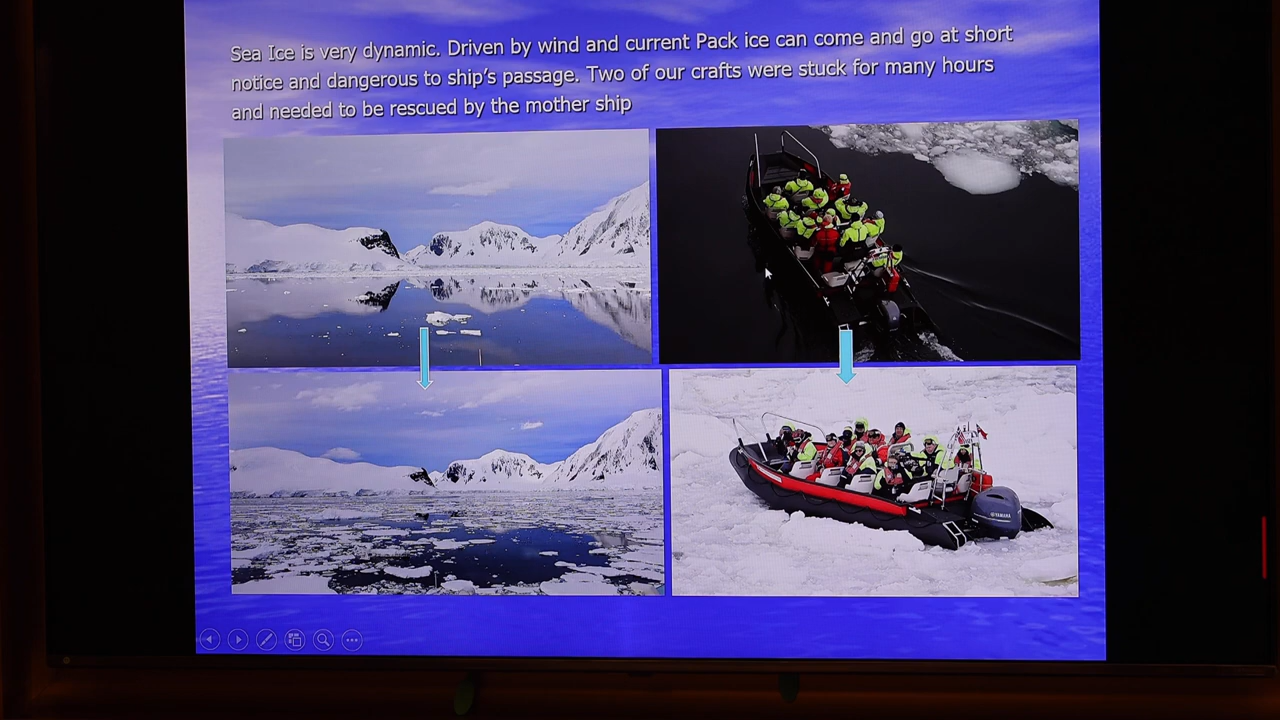 Sea Ice is very dynamic. Driven by wind and current Pack ice can come and go at short
notice and dangerous to ship's passage. Two of our crafts were stuck for many hours
and needed to be rescued by the mother ship
YAMAHA